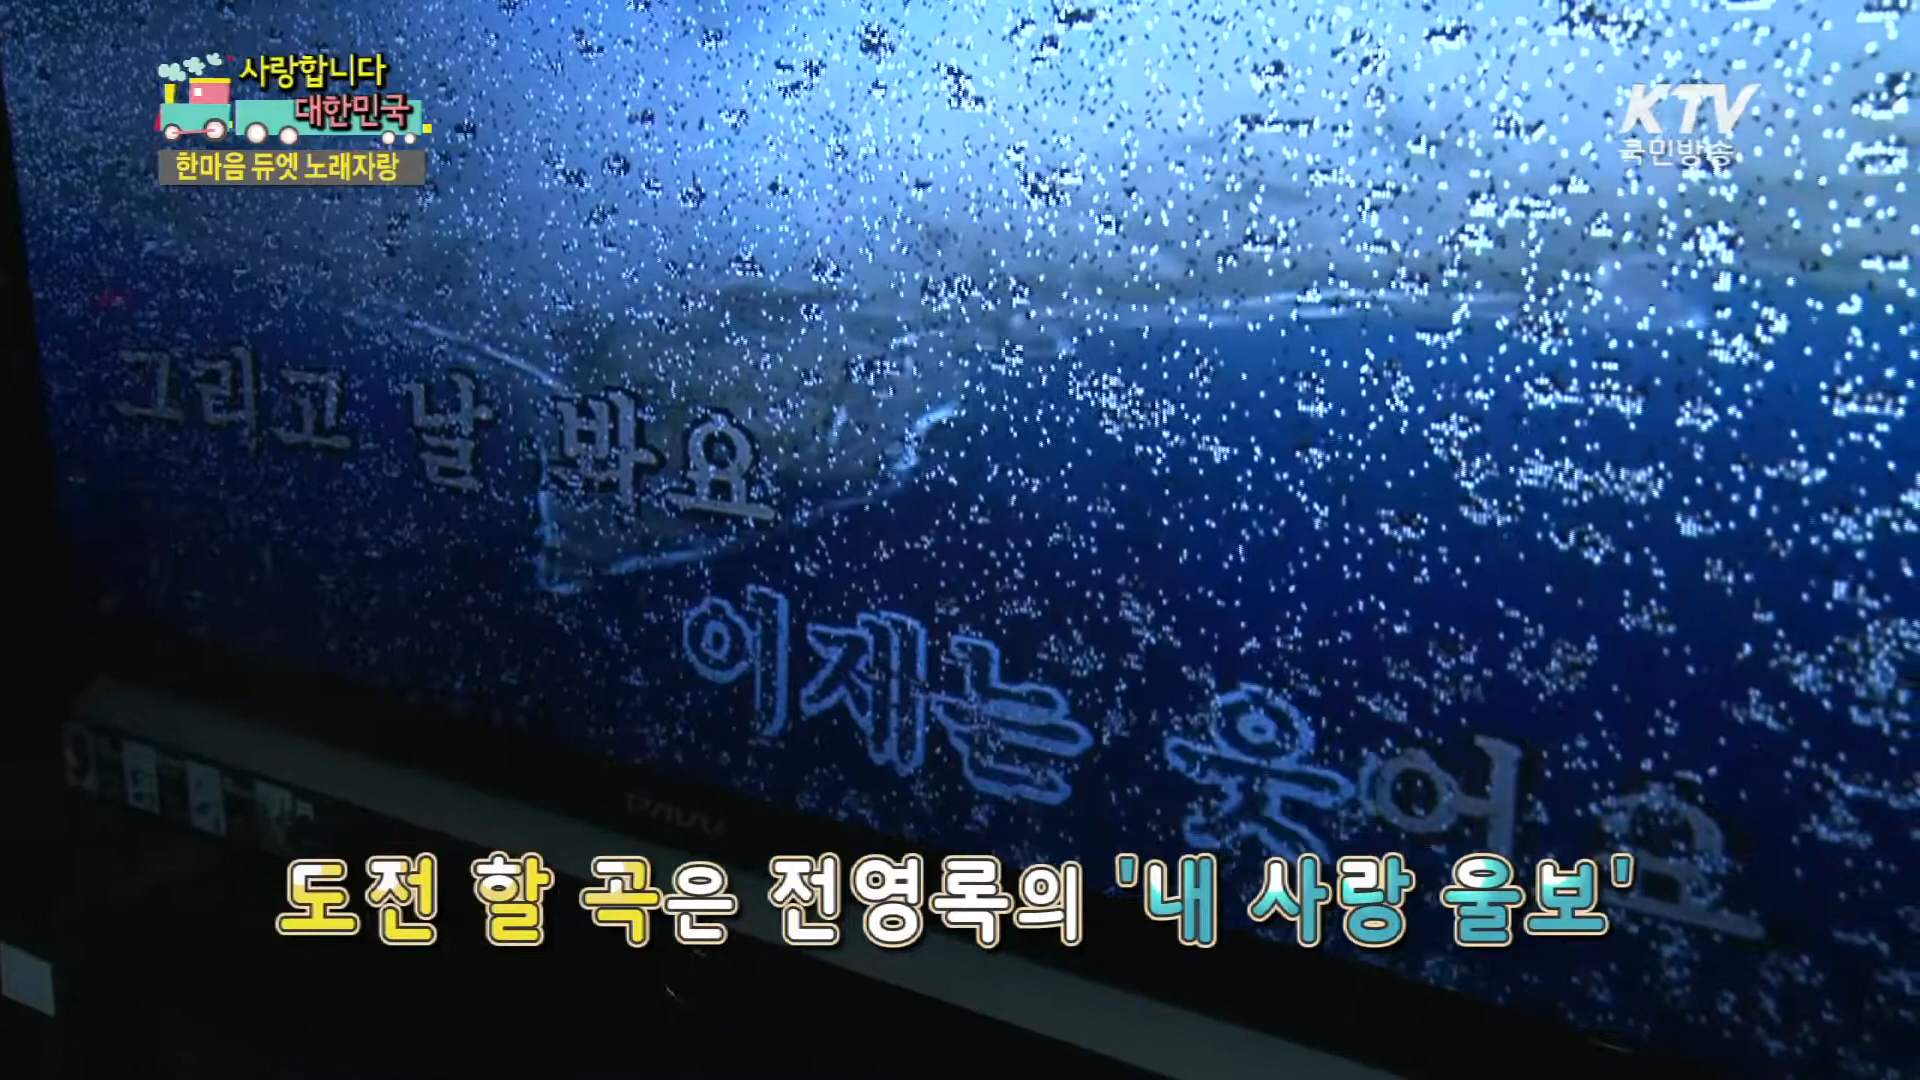 사랑합니다
대한민국
한마음 듀엣 노래자랑
KTV
국민방송
그리고 날 봐요
이제는 웃어요
도전 할 곡은 전영록의 '내 사랑 울보'